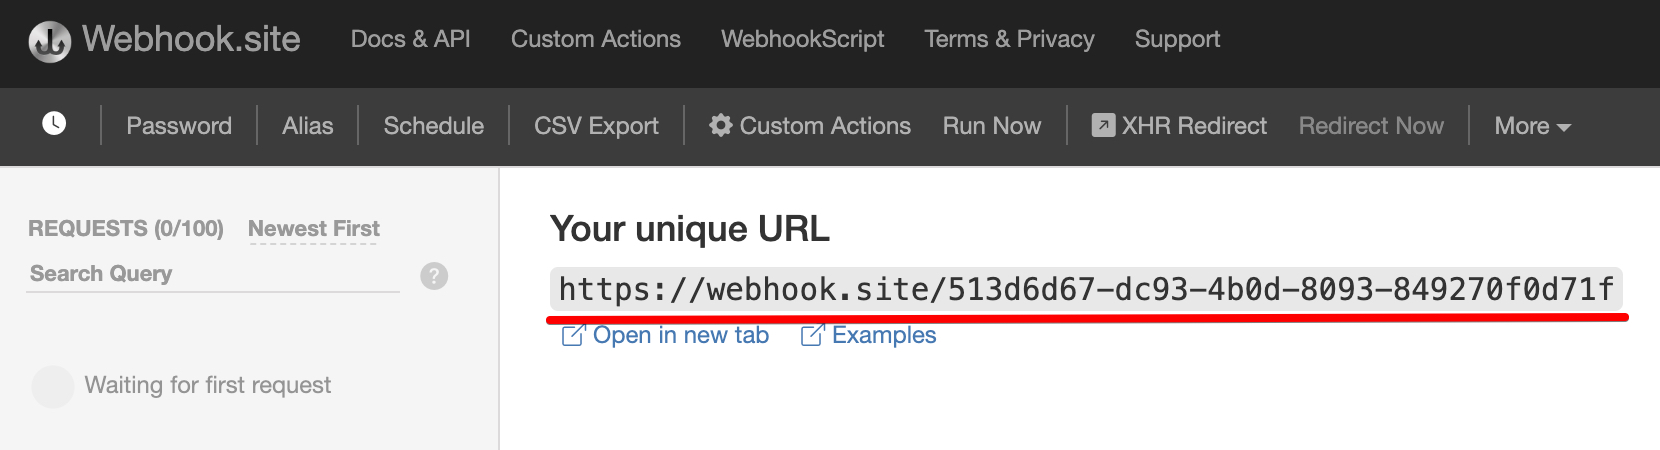 Webhook.site Docs & API Custom Actions WebhookScript Terms & Privacy Support
Password Alias Schedule CSV Export Custom Actions Run Now XHR Redirect Redirect Now More
REQUESTS (0/100) Newest First
Search Query ?
Waiting for first request
Your unique URL
https://webhook.site/513d6d67-dc93-4b0d-8093-849270f0d71f
Open in new tab Examples